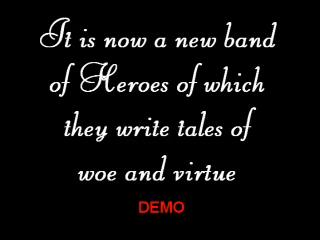 It is now a new band
of Heroes of which
they write tales of
woe and virtue
DEMO